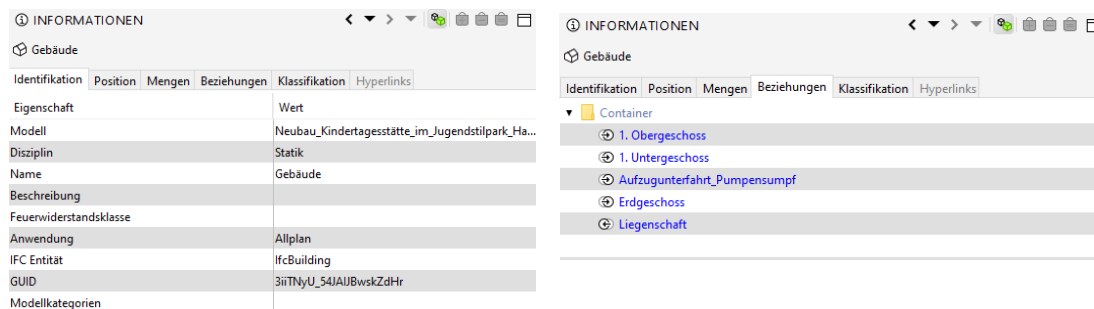 INFORMATIONEN
Gebäude
Identifikation Position Mengen Beziehungen Klassifikation Hyperlinks
Eigenschaft Wert
Modell Neubau_Kindertagesstätte_im_Jugendstilpark_Ha...
Disziplin Statik
Name Gebäude
Beschreibung
Feuerwiderstandsklasse
Anwendung Allplan
IFC Entität IfcBuilding
GUID 3iiTNyU_54JAIJBwskZdHr
Modellkategorien
INFORMATIONEN
Gebäude
Identifikation Position Mengen Beziehungen Klassifikation Hyperlinks
Container
1. Obergeschoss
1. Untergeschoss
Aufzugunterfahrt_Pumpensumpf
Erdgeschoss
Liegenschaft